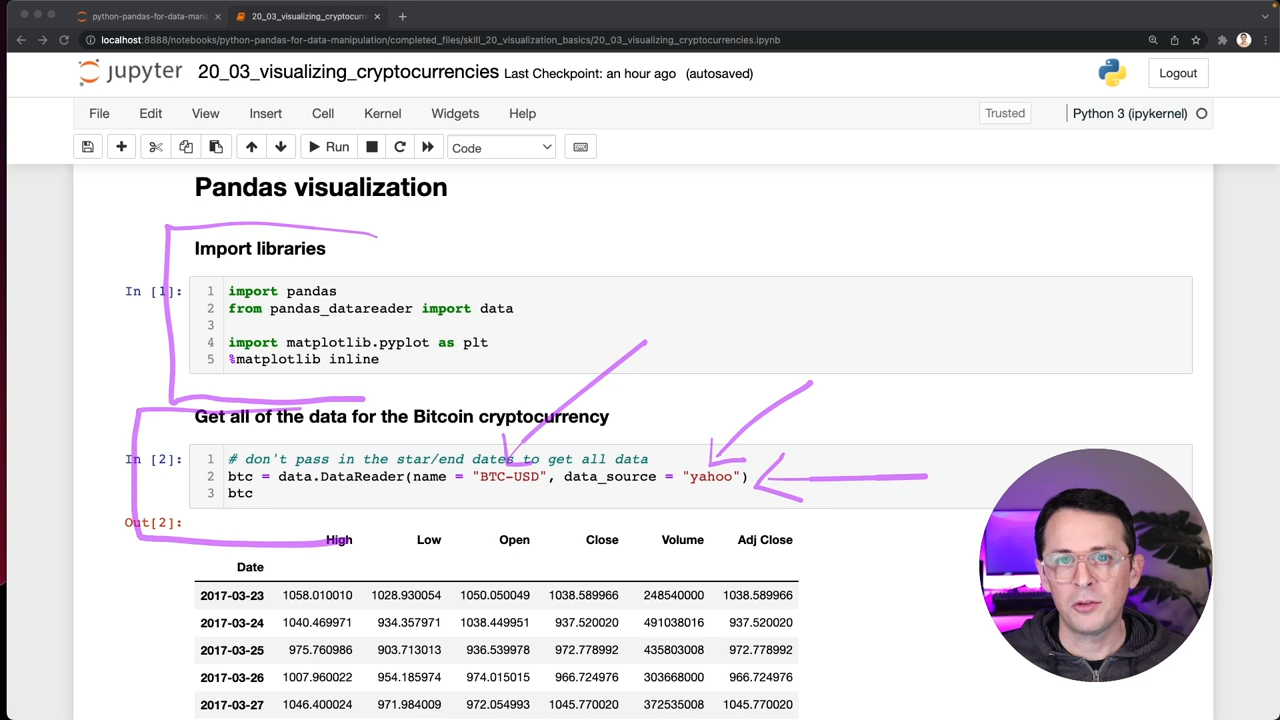 python-pandas-for-data-mani
20_03_visualizing_cryptocurr
localhost:8888/notebooks/python-pandas-for-data-manipulation/completed_files/skill_20_visualization_basics/20_03_visualizing_cryptocurrencies.ipynb
jupyter 20_03_visualizing_cryptocurrencies Last Checkpoint: an hour ago (autosaved)
Logout
File Edit View Insert Cell Kernel Widgets Help
Trusted
Python 3 (ipykernel)
Run
Code
Pandas visualization
Import libraries
In [1]:
1 import pandas
2 from pandas_datareader import data
3
4 import matplotlib.pyplot as plt
5 %matplotlib inline
Get all of the data for the Bitcoin cryptocurrency
In [2]:
1 # don't pass in the star/end dates to get all data
2 btc = data.DataReader(name = "BTC-USD", data_source = "yahoo")
3 btc
Out[2]:
High Low Open Close Volume Adj Close
Date
2017-03-23 1058.010010 1028.930054 1050.050049 1038.589966 248540000 1038.589966
2017-03-24 1040.469971 934.357971 1038.449951 937.520020 491038016 937.520020
2017-03-25 975.760986 903.713013 936.539978 972.778992 435803008 972.778992
2017-03-26 1007.960022 954.185974 974.015015 966.724976 303668000 966.724976
2017-03-27 1046.400024 971.984009 972.054993 1045.770020 372535008 1045.770020